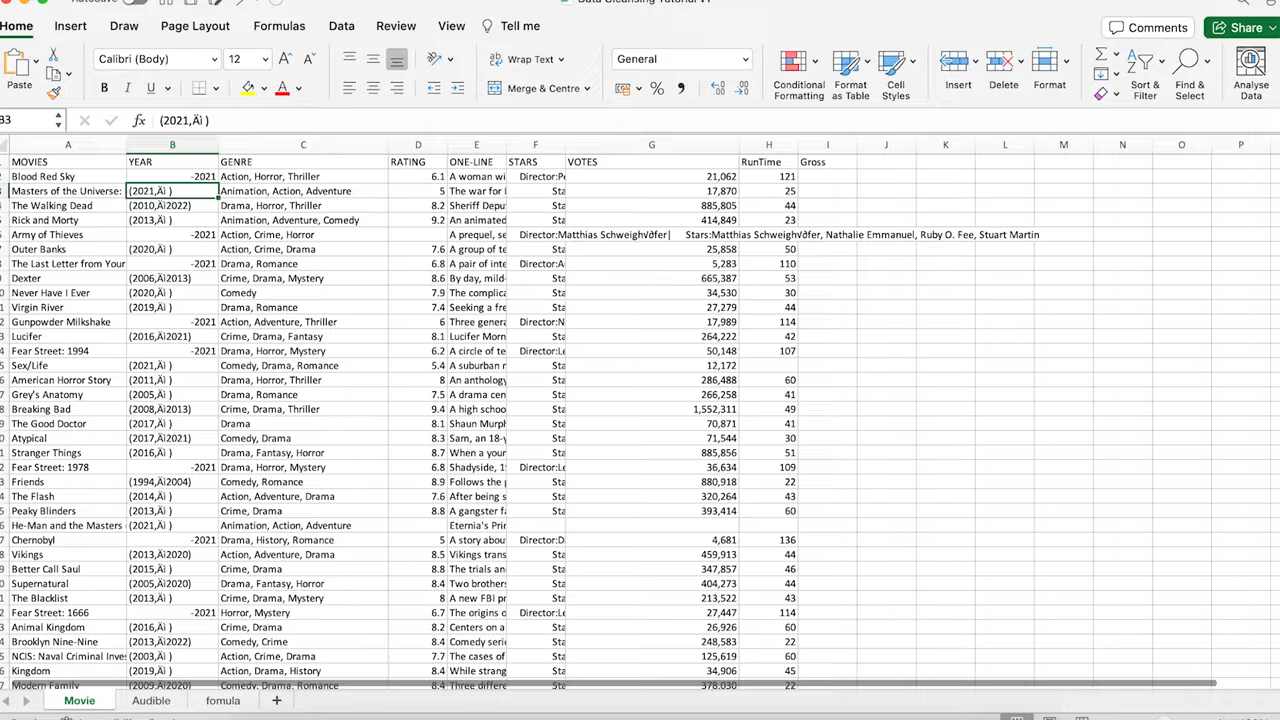 Home Insert Draw Page Layout Formulas Data Review View Tell me Comments Share
Calibri (Body) 12 Wrap Text General
Paste Merge & Centre Conditional Formatting Format as Table Cell Styles Insert Delete Format Sort & Filter Find & Select Analyse Data
B3 fx (2021‚Äì )
A B C D E F G H I J K L M N O P
MOVIES YEAR GENRE RATING ONE-LINE STARS VOTES RunTime Gross
Blood Red Sky -2021 Action, Horror, Thriller 6.1 A woman wi Director:Pe 21,062 121
Masters of the Universe: (2021‚Äì ) Animation, Action, Adventure 5 The war for Sta 17,870 25
The Walking Dead (2010‚Äì2022) Drama, Horror, Thriller 8.2 Sheriff Depu Sta 885,805 44
Rick and Morty (2013‚Äì ) Animation, Adventure, Comedy 9.2 An animated Sta 414,849 23
Army of Thieves -2021 Action, Crime, Horror A prequel, se Director:Matthias Schweigh√∂fer| Stars:Matthias Schweigh√∂fer, Nathalie Emmanuel, Ruby O. Fee, Stuart Martin
Outer Banks (2020‚Äì ) Action, Crime, Drama 7.6 A group of te Sta 25,858 50
The Last Letter from Your -2021 Drama, Romance 6.8 A pair of inte Director:Au 5,283 110
Dexter (2006‚Äì2013) Crime, Drama, Mystery 8.6 By day, mild- Sta 665,387 53
Never Have I Ever (2020‚Äì ) Comedy 7.9 The complica Sta 34,530 30
Virgin River (2019‚Äì ) Drama, Romance 7.4 Seeking a fre Sta 27,279 44
Gunpowder Milkshake -2021 Action, Adventure, Thriller 6 Three genera Director:N 17,989 114
Lucifer (2016‚Äì2021) Crime, Drama, Fantasy 8.1 Lucifer Morn Sta 264,222 42
Fear Street: 1994 -2021 Drama, Horror, Mystery 6.2 A circle of te Director:Le 50,148 107
Sex/Life (2021‚Äì ) Comedy, Drama, Romance 5.4 A suburban Sta 12,172
American Horror Story (2011‚Äì ) Drama, Horror, Thriller 8 An anthology Sta 286,488 60
Grey's Anatomy (2005‚Äì ) Drama, Romance 7.5 A drama cen Sta 266,258 41
Breaking Bad (2008‚Äì2013) Crime, Drama, Thriller 9.4 A high schoo Sta 1,552,311 49
The Good Doctor (2017‚Äì ) Drama 8.1 Shaun Murph Sta 70,871 41
Atypical (2017‚Äì2021) Comedy, Drama 8.3 Sam, an 18-y Sta 71,544 30
Stranger Things (2016‚Äì ) Drama, Fantasy, Horror 8.7 When a your Sta 885,856 51
Fear Street: 1978 -2021 Drama, Horror, Mystery 6.8 Shadyside, 1 Director:Le 36,634 109
Friends (1994‚Äì2004) Comedy, Romance 8.9 Follows the Sta 880,918 22
The Flash (2014‚Äì ) Action, Adventure, Drama 7.6 After being s Sta 320,264 43
Peaky Blinders (2013‚Äì ) Crime, Drama 8.8 A gangster fa Sta 393,414 60
He-Man and the Masters (2021‚Äì ) Animation, Action, Adventure Eternia's Prin
Chernobyl -2021 Drama, History, Romance 5 A story abou Director:Da 4,681 136
Vikings (2013‚Äì2020) Action, Adventure, Drama 8.5 Vikings trans Sta 459,913 44
Better Call Saul (2015‚Äì ) Crime, Drama 8.8 The trials an Sta 347,866 46
Supernatural (2005‚Äì2020) Drama, Fantasy, Horror 8.4 Two brothers Sta 404,273 44
The Blacklist (2013‚Äì ) Crime, Drama, Mystery 8 A new FBI pr Sta 213,522 43
Fear Street: 1666 -2021 Horror, Mystery 6.7 The origins o Director:Le 27,447 114
Animal Kingdom (2016‚Äì ) Crime, Drama 8.2 Centers on a Sta 26,926 60
Brooklyn Nine-Nine (2013‚Äì2022) Comedy, Crime 8.4 Comedy seri Sta 248,583 22
NCIS: Naval Criminal Inves (2003‚Äì ) Action, Crime, Drama 7.7 The cases of Sta 125,619 60
Kingdom (2019‚Äì ) Action, Drama, History 8.4 While strang Sta 34,906 45
Modern Family (2009‚Äì2020) Comedy, Drama, Romance 8.4 Three differe Sta 378,030 22
Movie Audible fomula